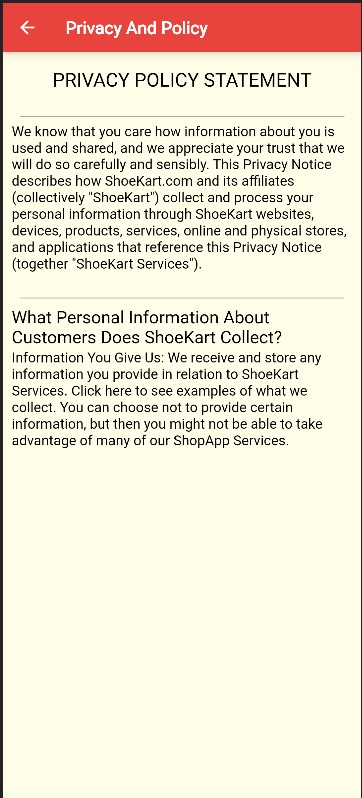 Privacy And Policy
PRIVACY POLICY STATEMENT
We know that you care how information about you is
used and shared, and we appreciate your trust that we
will do so carefully and sensibly. This Privacy Notice
describes how ShoeKart.com and its affiliates
(collectively "ShoeKart") collect and process your
personal information through ShoeKart websites,
devices, products, services, online and physical stores,
and applications that reference this Privacy Notice
(together "ShoeKart Services").
What Personal Information About
Customers Does ShoeKart Collect?
Information You Give Us: We receive and store any
information you provide in relation to ShoeKart
Services. Click here to see examples of what we
collect. You can choose not to provide certain
information, but then you might not be able to take
advantage of many of our ShopApp Services.